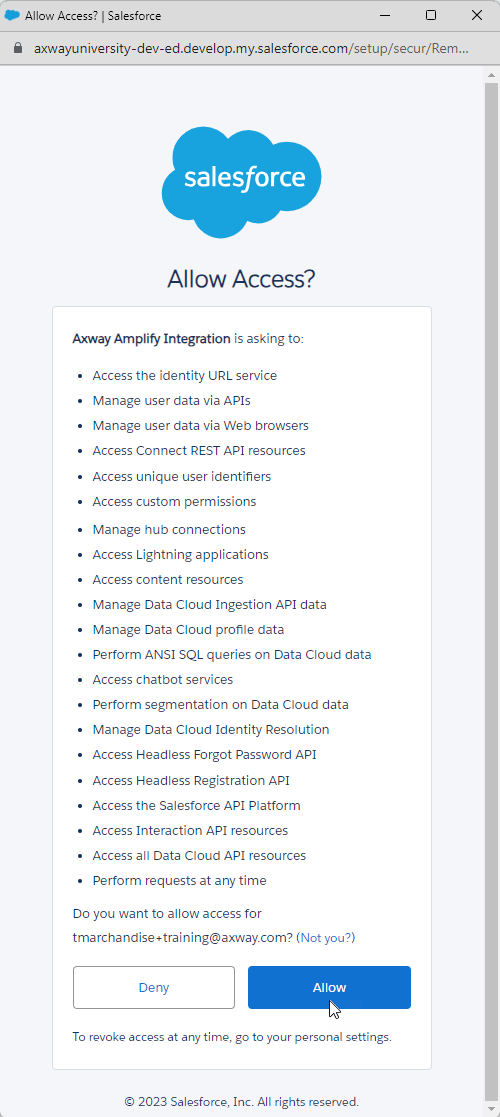 Allow Access? | Salesforce
axwayuniversity-dev-ed.develop.my.salesforce.com/setup/secur/Rem...
salesforce
Allow Access?
Axway Amplify Integration is asking to:
• Access the identity URL service
• Manage user data via APIs
• Manage user data via Web browsers
• Access Connect REST API resources
• Access unique user identifiers
• Access custom permissions
• Manage hub connections
• Access Lightning applications
• Access content resources
• Manage Data Cloud Ingestion API data
• Manage Data Cloud profile data
• Perform ANSI SQL queries on Data Cloud data
• Access chatbot services
• Perform segmentation on Data Cloud data
• Manage Data Cloud Identity Resolution
• Access Headless Forgot Password API
• Access Headless Registration API
• Access the Salesforce API Platform
• Access Interaction API resources
• Access all Data Cloud API resources
• Perform requests at any time
Do you want to allow access for
tmarchandise+training@axway.com? (Not you?)
Deny
Allow
To revoke access at any time, go to your personal settings.
© 2023 Salesforce, Inc. All rights reserved.